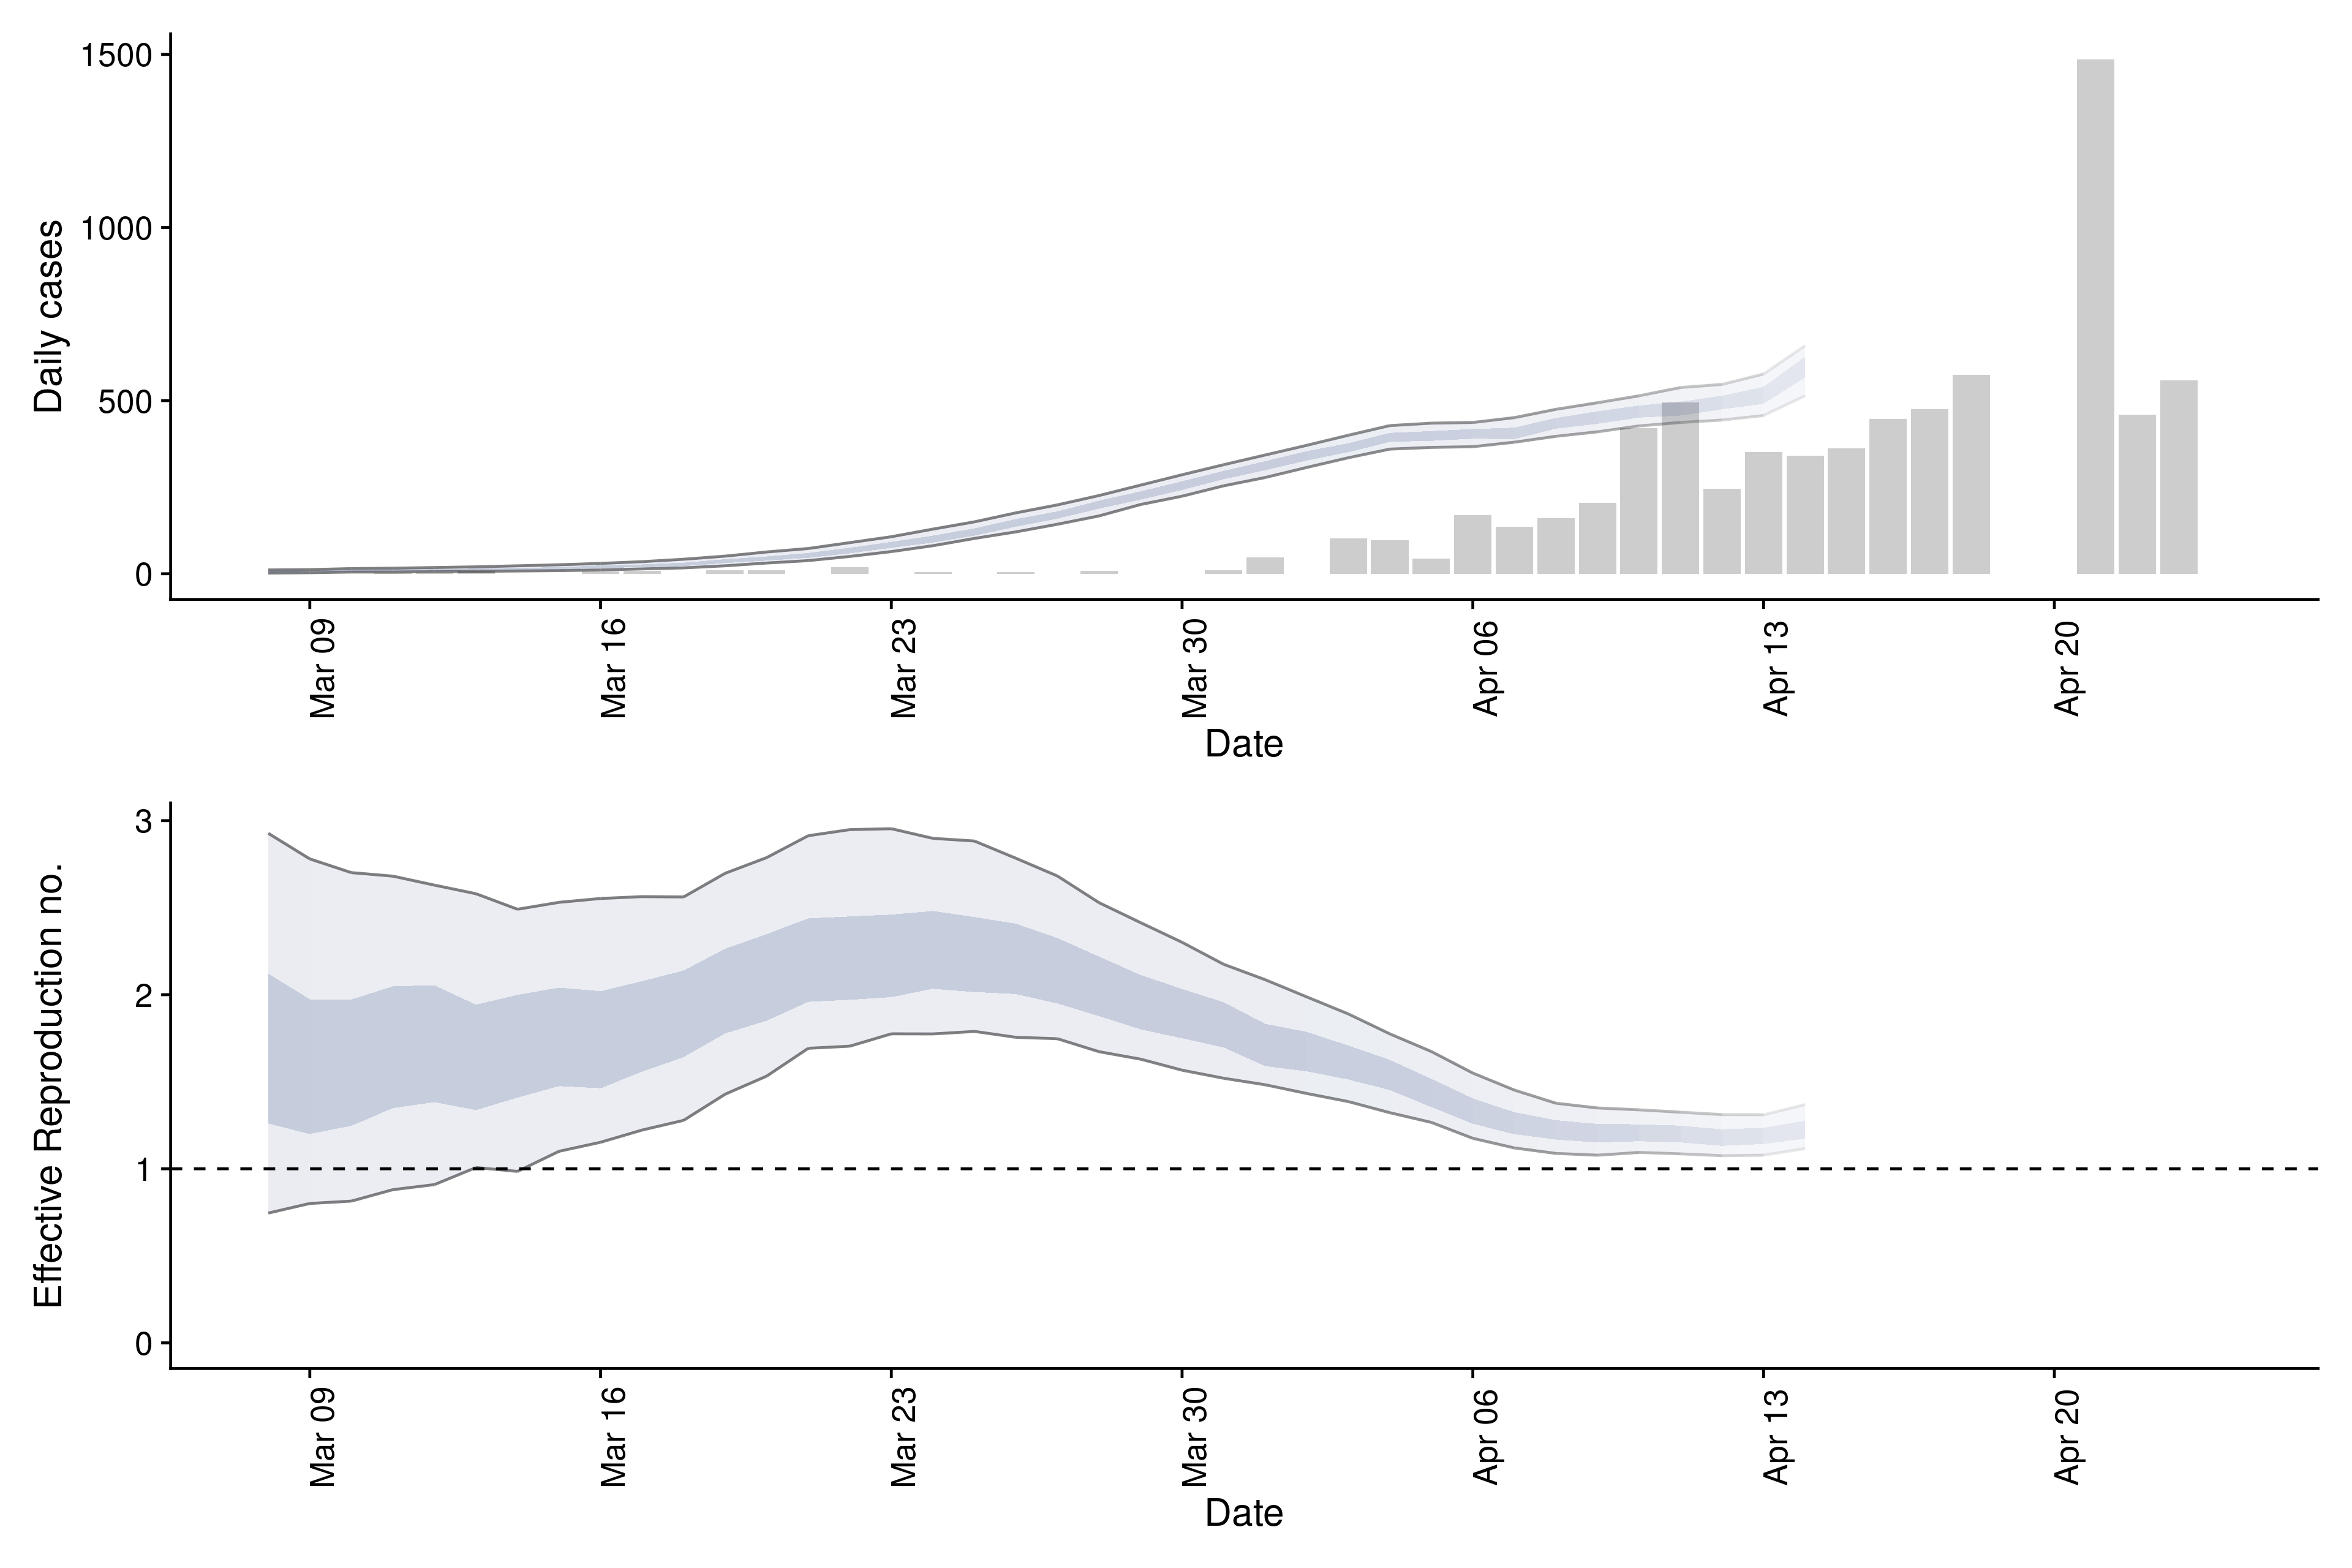 Daily cases
1500
1000
500
0
Mar 09
Mar 16
Mar 23
Mar 30
Apr 06
Apr 13
Apr 20
Date
Effective Reproduction no.
3
2
1
0
Mar 09
Mar 16
Mar 23
Mar 30
Apr 06
Apr 13
Apr 20
Date